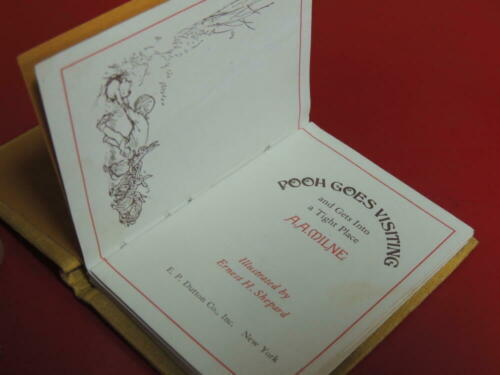 POOH GOES VISITING
and Gets Into
a Tight Place
A.A.MILNE
Illustrated by
Ernest H. Shepard
E. P. Dutton Co., Inc. New York